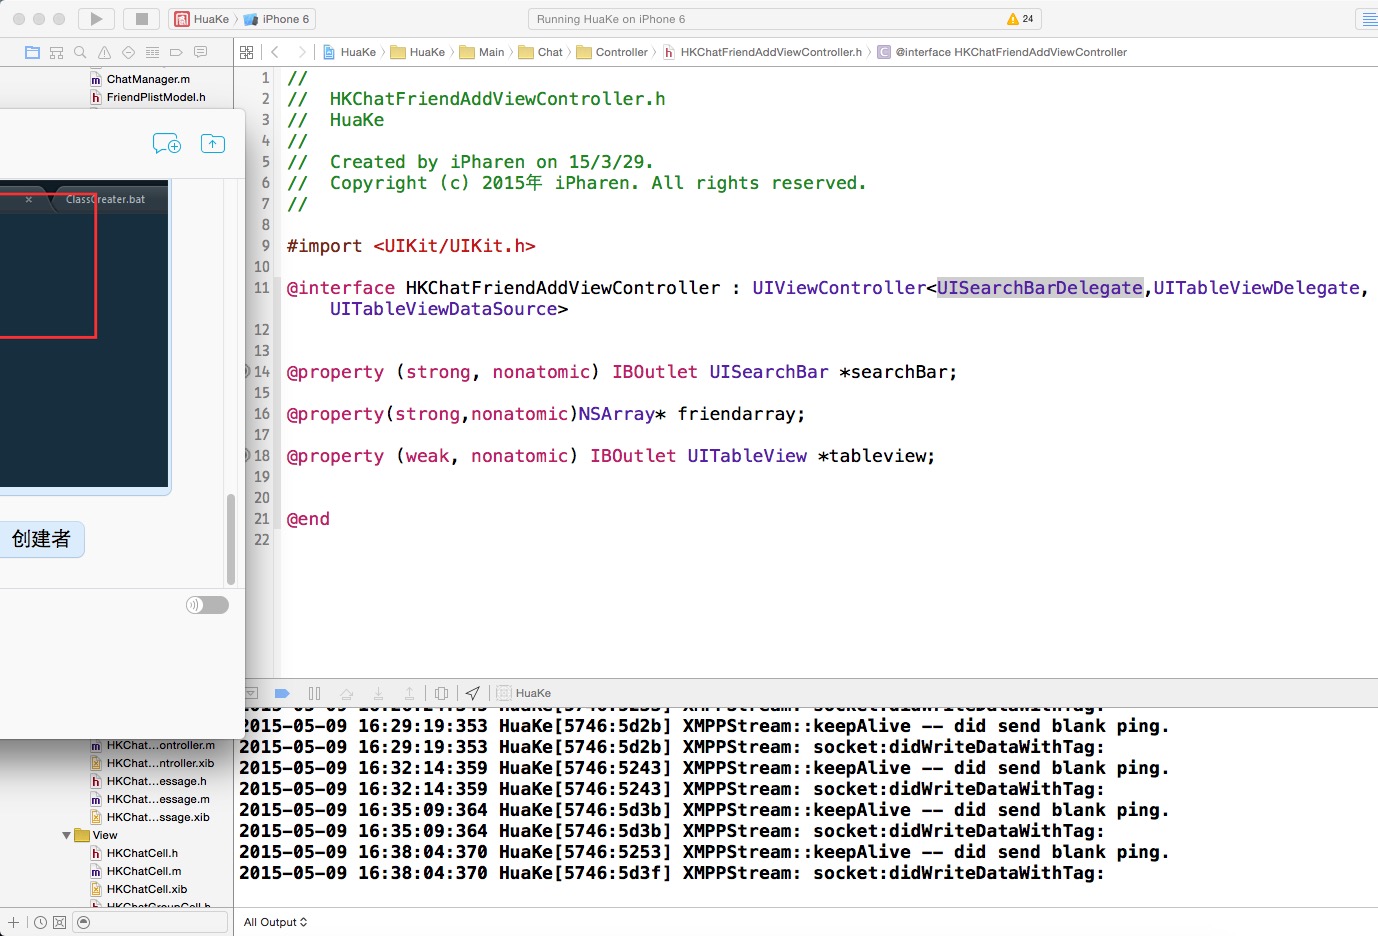 HuaKe iPhone 6
Running HuaKe on iPhone 6
24
HuaKe HuaKe Main Chat Controller HKChatFriendAddViewController.h @interface HKChatFriendAddViewController
ChatManager.m
FriendPlistModel.h
ClassCreater.bat
创建者
HKChat...ontroller.m
HKChat...ntroller.xib
HKChat...essage.h
HKChat...essage.m
HKChat...ssage.xib
View
HKChatCell.h
HKChatCell.m
HKChatCell.xib
HKChatGroupCell.h
1 //
2 //  HKChatFriendAddViewController.h
3 //  HuaKe
4 //
5 //  Created by iPharen on 15/3/29.
6 //  Copyright (c) 2015年 iPharen. All rights reserved.
7 //
8
9 #import <UIKit/UIKit.h>
10
11 @interface HKChatFriendAddViewController : UIViewController<UISearchBarDelegate,UITableViewDelegate,
UITableViewDataSource>
12
13
14 @property (strong, nonatomic) IBOutlet UISearchBar *searchBar;
15
16 @property(strong,nonatomic)NSArray* friendarray;
17
18 @property (weak, nonatomic) IBOutlet UITableView *tableview;
19
20
21 @end
22
HuaKe
2015-05-09 16:29:19:353 HuaKe[5746:5d2b] XMPPStream::keepAlive -- did send blank ping.
2015-05-09 16:29:19:353 HuaKe[5746:5d2b] XMPPStream: socket:didWriteDataWithTag:
2015-05-09 16:32:14:359 HuaKe[5746:5243] XMPPStream::keepAlive -- did send blank ping.
2015-05-09 16:32:14:359 HuaKe[5746:5243] XMPPStream: socket:didWriteDataWithTag:
2015-05-09 16:35:09:364 HuaKe[5746:5d3b] XMPPStream::keepAlive -- did send blank ping.
2015-05-09 16:35:09:364 HuaKe[5746:5d3b] XMPPStream: socket:didWriteDataWithTag:
2015-05-09 16:38:04:370 HuaKe[5746:5253] XMPPStream::keepAlive -- did send blank ping.
2015-05-09 16:38:04:370 HuaKe[5746:5d3f] XMPPStream: socket:didWriteDataWithTag:
All Output